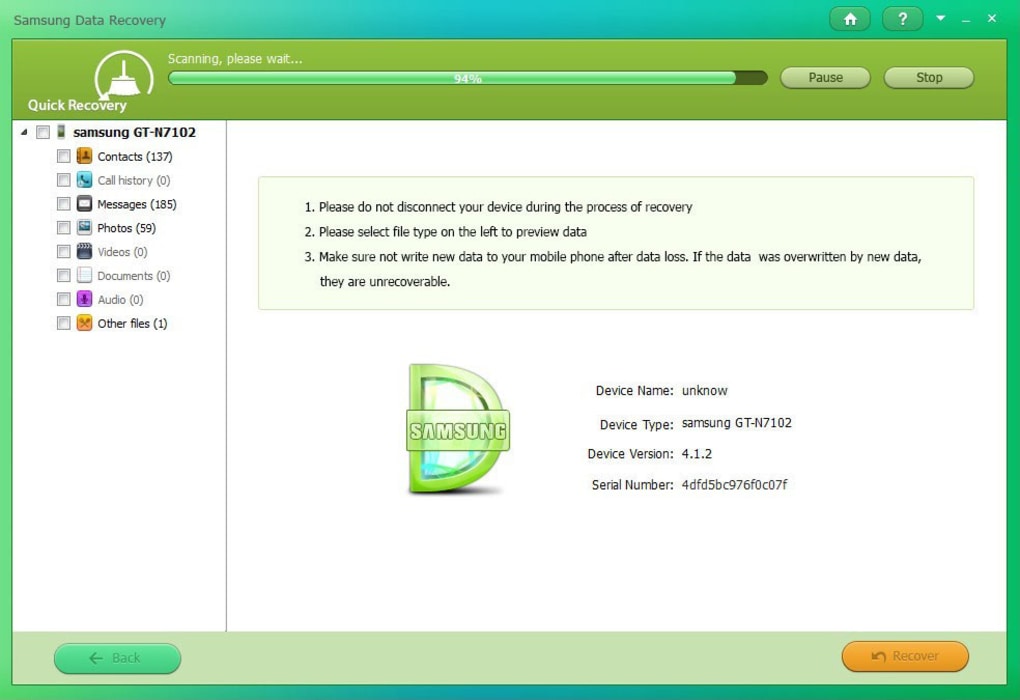 Samsung Data Recovery
?
Scanning, please wait...
94%
Pause
Stop
Quick Recovery
samsung GT-N7102
Contacts (137)
Call history (0)
Messages (185)
Photos (59)
Videos (0)
Documents (0)
Audio (0)
Other files (1)
1. Please do not disconnect your device during the process of recovery
2. Please select file type on the left to preview data
3. Make sure not write new data to your mobile phone after data loss. If the data was overwritten by new data,
they are unrecoverable.
SAMSUNG
Device Name: unknow
Device Type: samsung GT-N7102
Device Version: 4.1.2
Serial Number: 4dfd5bc976f0c07f
Back
Recover